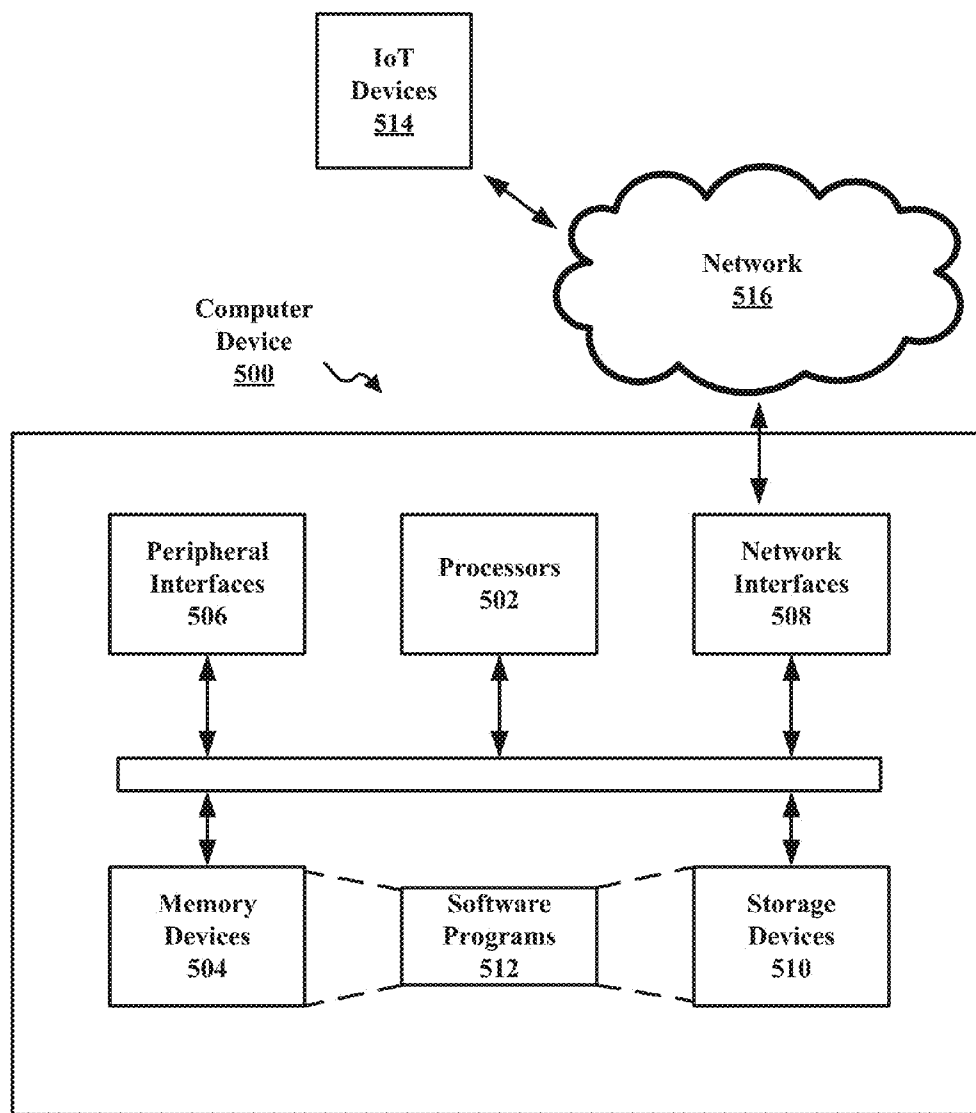 IoT
Devices
514
Network
516
Computer
Device
500
Peripheral
Interfaces
506
Processors
502
Network
Interfaces
508
Memory
Devices
504
Software
Programs
512
Storage
Devices
510